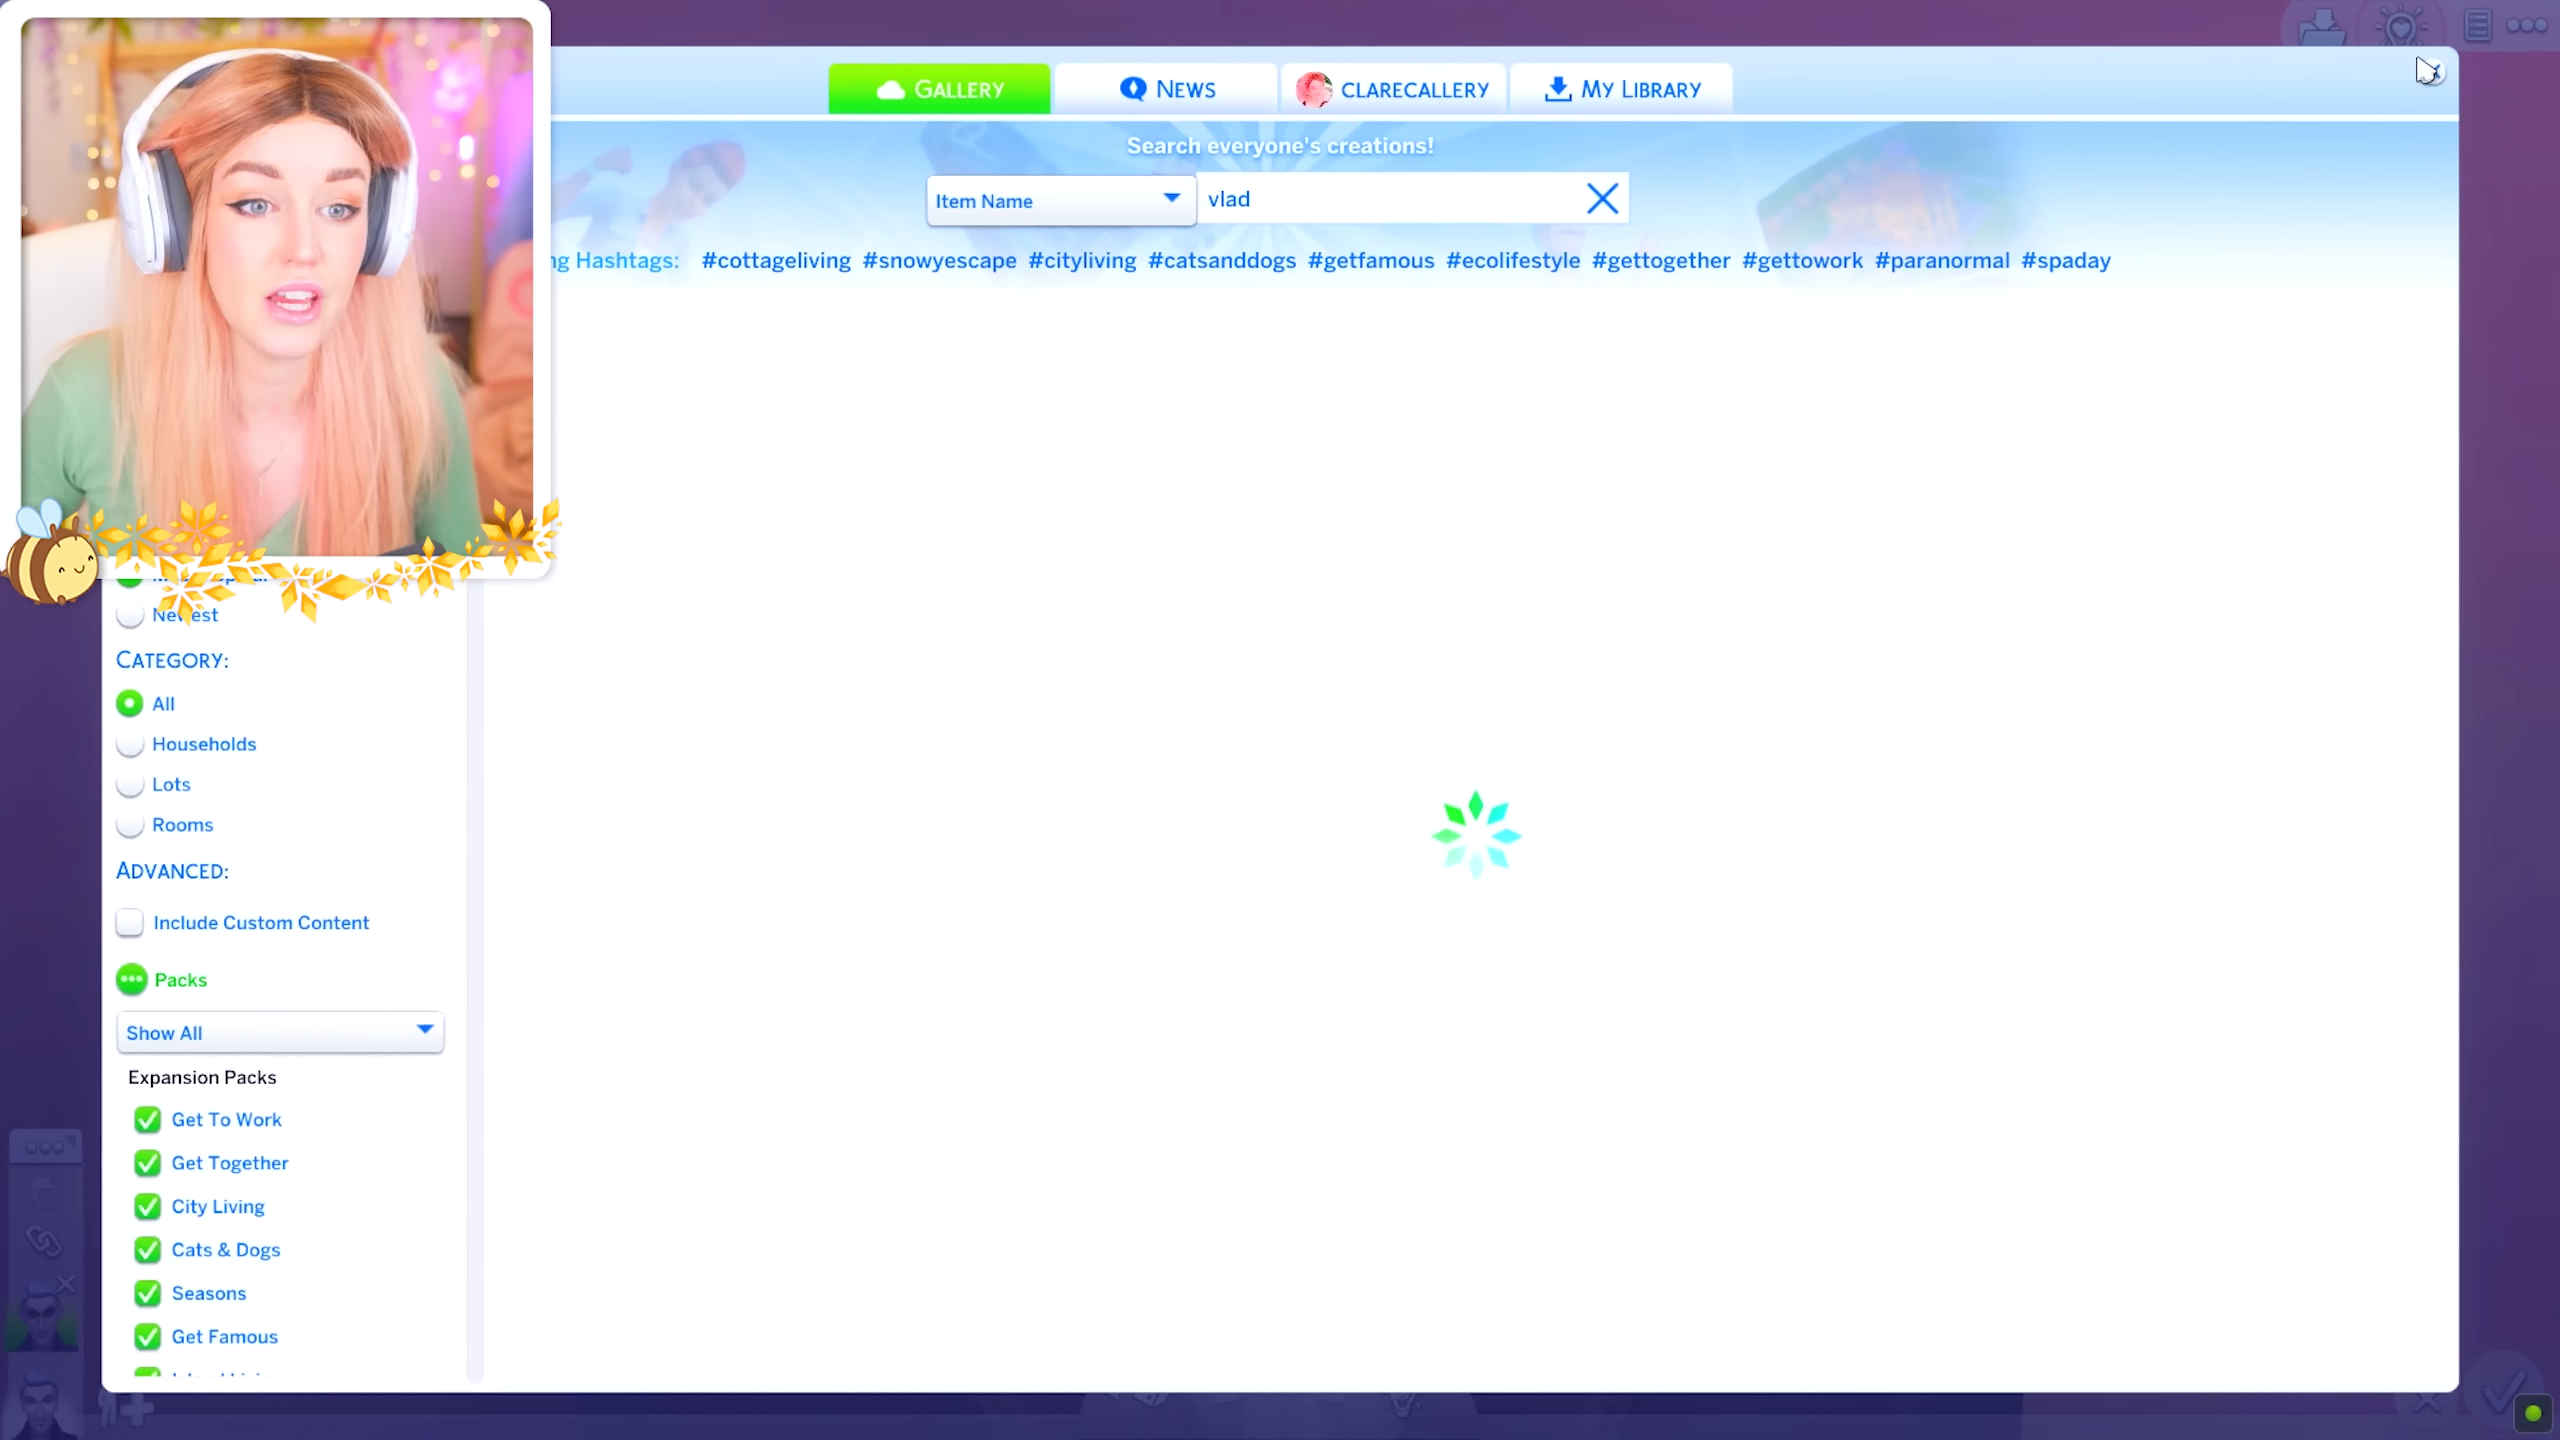 GALLERY
NEWS
CLARECALLERY
MY LIBRARY
Search everyone's creations!
Item Name
vlad
Hashtags: #cottageliving #snowyescape #cityliving #catsanddogs #getfamous #ecolifestyle #gettogether #gettowork #paranormal #spaday
Newest
CATEGORY:
All
Households
Lots
Rooms
ADVANCED:
Include Custom Content
Packs
Show All
Expansion Packs
Get To Work
Get Together
City Living
Cats & Dogs
Seasons
Get Famous